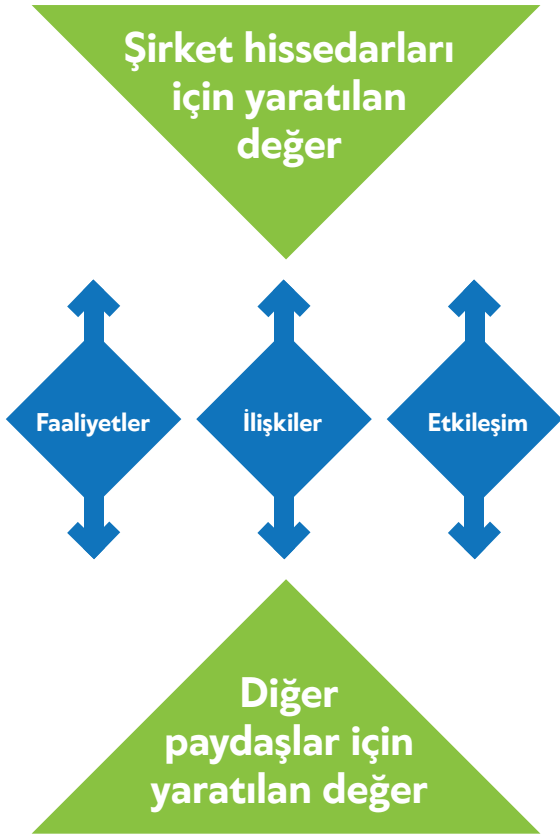 Şirket hissedarları
için yaratılan
değer
Faaliyetler
İlişkiler
Etkileşim
Diğer
paydaşlar için
yaratılan değer